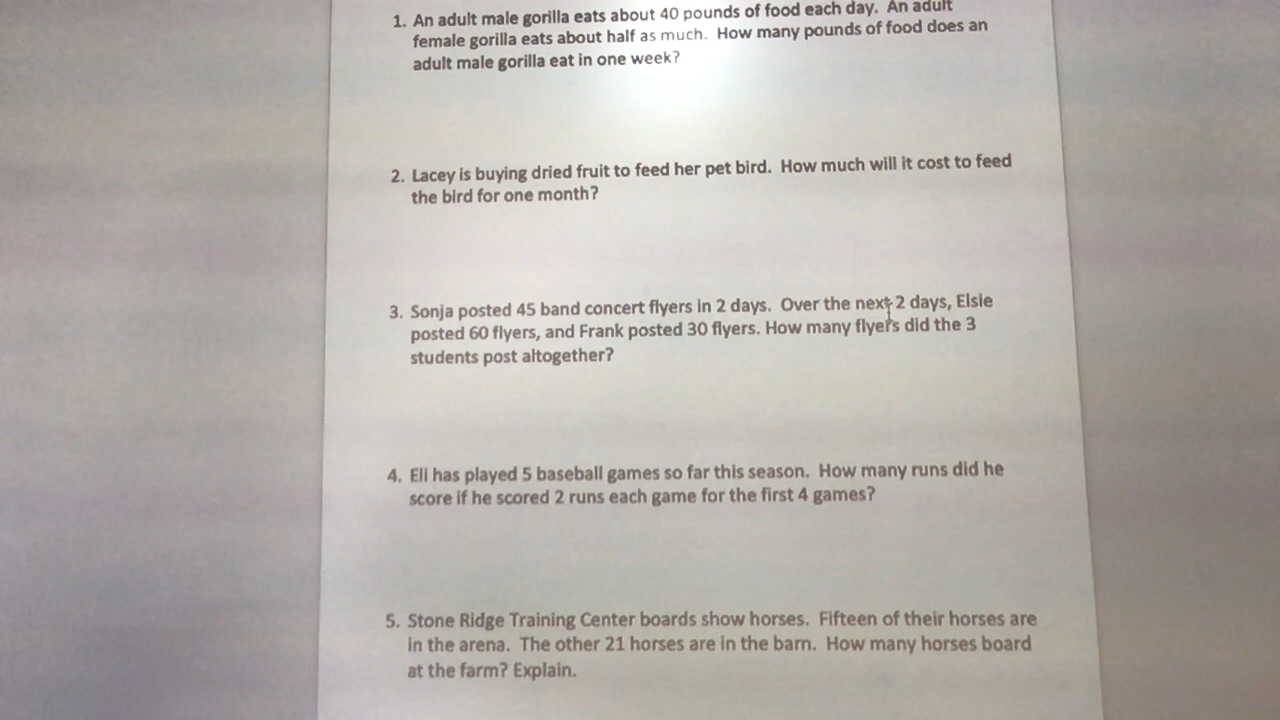 1. An adult male gorilla eats about 40 pounds of food each day. An adult
female gorilla eats about half as much. How many pounds of food does an
adult male gorilla eat in one week?
2. Lacey is buying dried fruit to feed her pet bird. How much will it cost to feed
the bird for one month?
3. Sonja posted 45 band concert flyers in 2 days. Over the next 2 days, Elsie
posted 60 flyers, and Frank posted 30 flyers. How many flyers did the 3
students post altogether?
4. Eli has played 5 baseball games so far this season. How many runs did he
score if he scored 2 runs each game for the first 4 games?
5. Stone Ridge Training Center boards show horses. Fifteen of their horses are
in the arena. The other 21 horses are in the barn. How many horses board
at the farm? Explain.